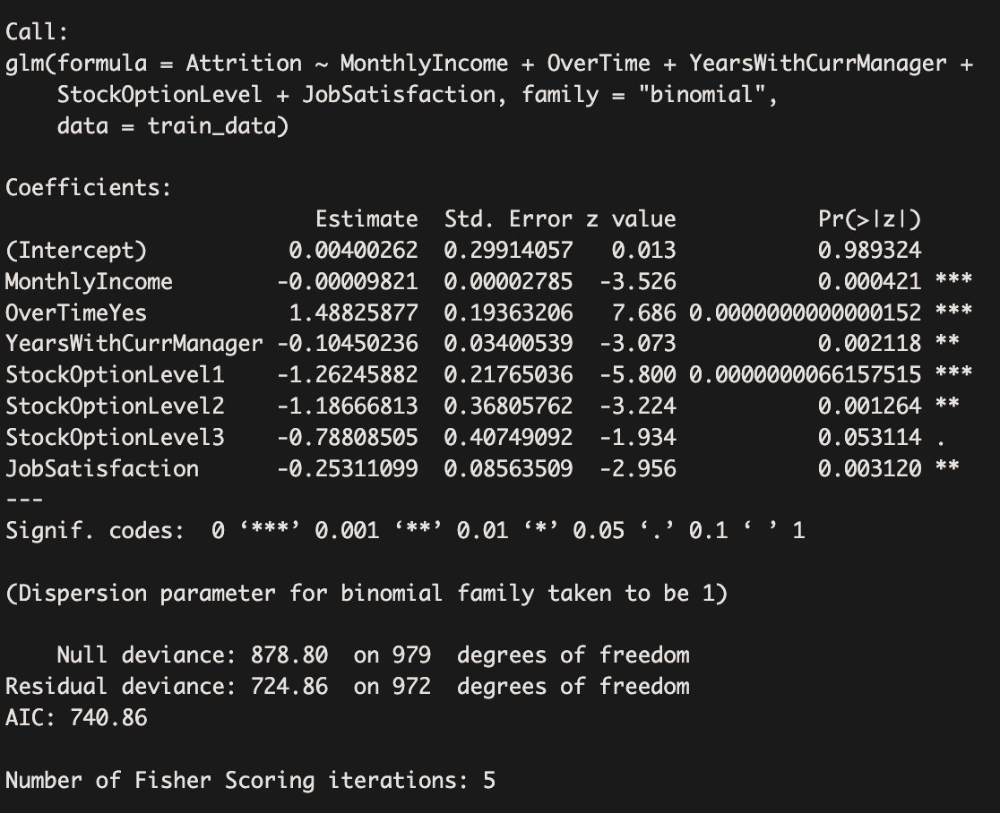 Call:
glm(formula = Attrition ~ MonthlyIncome + OverTime + YearsWithCurrManager +
    StockOptionLevel + JobSatisfaction, family = "binomial",
    data = train_data)

Coefficients:
                        Estimate  Std. Error z value           Pr(>|z|)
(Intercept)           0.00400262  0.29914057   0.013           0.989324
MonthlyIncome        -0.00009821  0.00002785  -3.526           0.000421 ***
OverTimeYes           1.48825877  0.19363206   7.686 0.0000000000000152 ***
YearsWithCurrManager -0.10450236  0.03400539  -3.073           0.002118 **
StockOptionLevel1    -1.26245882  0.21765036  -5.800 0.0000000066157515 ***
StockOptionLevel2    -1.18666813  0.36805762  -3.224           0.001264 **
StockOptionLevel3    -0.78808505  0.40749092  -1.934           0.053114 .
JobSatisfaction      -0.25311099  0.08563509  -2.956           0.003120 **
---
Signif. codes:  0 ‘***’ 0.001 ‘**’ 0.01 ‘*’ 0.05 ‘.’ 0.1 ‘ ’ 1

(Dispersion parameter for binomial family taken to be 1)

    Null deviance: 878.80  on 979  degrees of freedom
Residual deviance: 724.86  on 972  degrees of freedom
AIC: 740.86

Number of Fisher Scoring iterations: 5